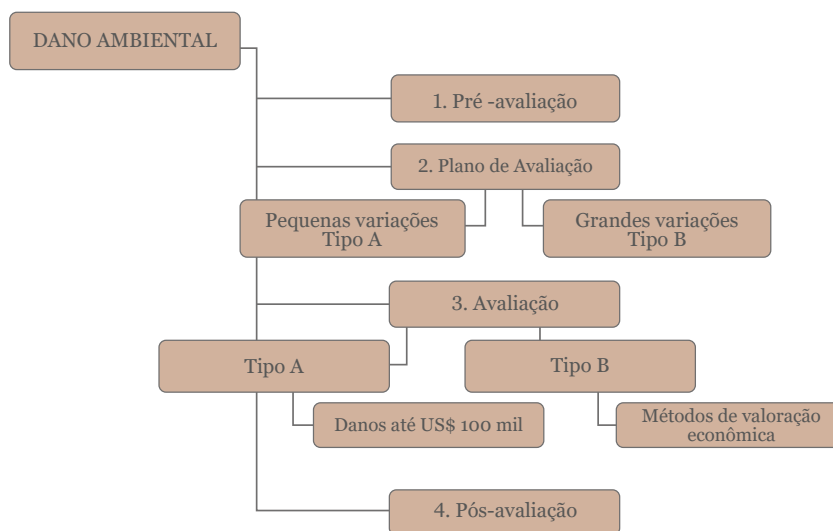 DANO AMBIENTAL
1. Pré -avaliação
2. Plano de Avaliação
Pequenas variações
Tipo A
Grandes variações
Tipo B
3. Avaliação
Tipo A
Tipo B
Danos até US$ 100 mil
Métodos de valoração
econômica
4. Pós-avaliação